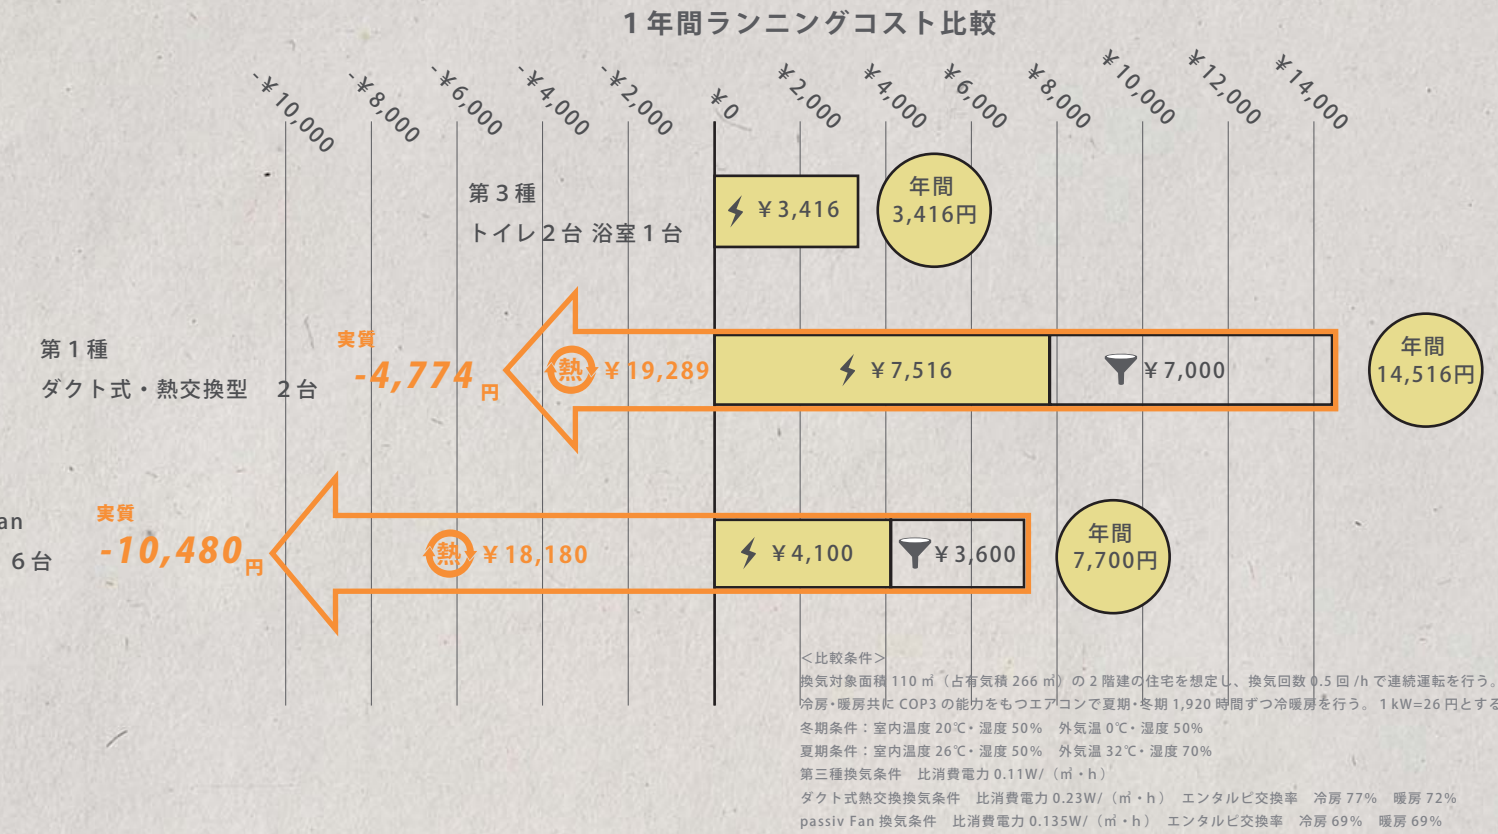 1年間ランニングコスト比較
-¥10,000
-¥8,000
-¥6,000
-¥4,000
-¥2,000
¥0
¥2,000
¥4,000
¥6,000
¥8,000
¥10,000
¥12,000
¥14,000
第3種
トイレ2台 浴室1台
¥3,416
年間
3,416円
第1種
ダクト式・熱交換型　2台
実質
-4,774円
熱 ¥19,289
¥7,516
¥7,000
年間
14,516円
an
6台
実質
-10,480円
熱 ¥18,180
¥4,100
¥3,600
年間
7,700円
＜比較条件＞
換気対象面積 110 ㎡（占有気積 266 ㎥）の 2 階建の住宅を想定し、換気回数 0.5 回 /h で連続運転を行う。
冷房・暖房共に COP3 の能力をもつエアコンで夏期・冬期 1,920 時間ずつ冷暖房を行う。 1 kW=26 円とする
冬期条件：室内温度 20℃・湿度 50%　外気温 0℃・湿度 50%
夏期条件：室内温度 26℃・湿度 50%　外気温 32℃・湿度 70%
第三種換気条件　比消費電力 0.11W/（㎥・h）
ダクト式熱交換換気条件　比消費電力 0.23W/（㎥・h）　エンタルピ交換率　冷房 77%　暖房 72%
passiv Fan 換気条件　比消費電力 0.135W/（㎥・h）　エンタルピ交換率　冷房 69%　暖房 69%